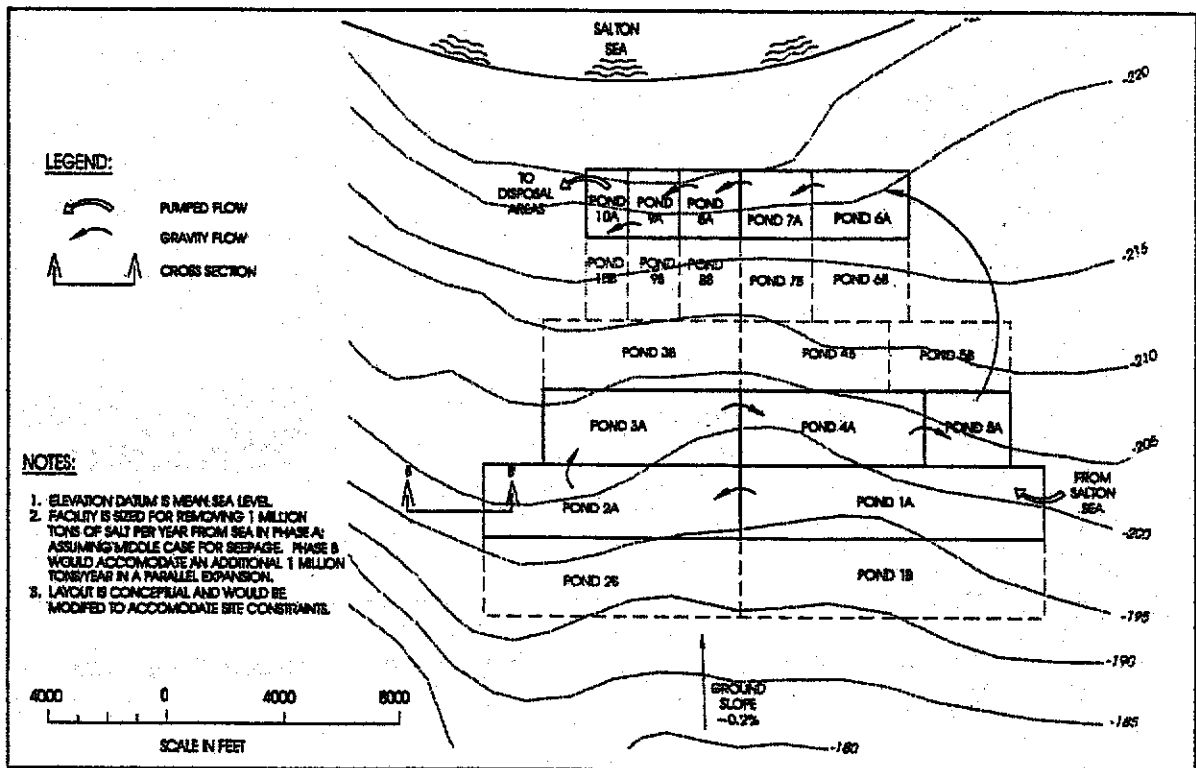 SALTON
SEA
-220
LEGEND:
PUMPED FLOW
GRAVITY FLOW
CROSS SECTION
TO
DISPOSAL
AREAS
POND
10A
POND
9A
POND
8A
POND 7A
POND 6A
-215
POND
POND
9B
POND
8B
POND 7B
POND 6B
-210
POND 3B
POND 4B
POND 5B
POND 3A
POND 4A
POND 5A
-205
FROM
SALTON
SEA
POND 2A
POND 1A
-200
POND 2B
POND 1B
-195
-190
-185
-180
GROUND
SLOPE
~0.2%
NOTES:
1. ELEVATION DATUM IS MEAN SEA LEVEL.
2. FACILITY IS SIZED FOR REMOVING 1 MILLION
TONS OF SALT PER YEAR FROM SEA IN PHASE A;
ASSUMING MIDDLE CASE FOR SEEPAGE. PHASE B
WOULD ACCOMODATE AN ADDITIONAL 1 MILLION
TONS/YEAR IN A PARALLEL EXPANSION.
3. LAYOUT IS CONCEPTUAL AND WOULD BE
MODIFED TO ACCOMODATE SITE CONSTRAINTS.
4000 0 4000 8000
SCALE IN FEET